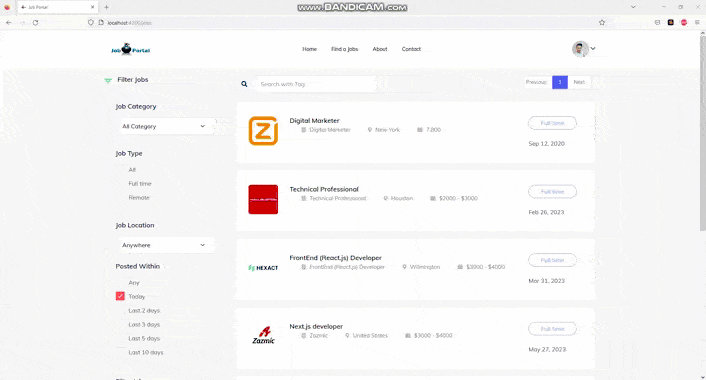 www.BANDICAM.com
Job Portal
localhost
Job Portal
Home
Find a Jobs
About
Contact
Filter Jobs
Search with Tag
Previous
1
Next
Job Category
All Category
Job Type
All
Full time
Remote
Job Location
Anywhere
Posted Within
Any
Today
Last 2 days
Last 3 days
Last 5 days
Last 10 days
Digital Marketer
Digital Marketer
New York
7,800
Full time
Sep 12, 2020
Technical Professional
Technical Professional
Houston
$2000 - $3000
Full time
Feb 26, 2023
HEXACT
FrontEnd (React.js) Developer
FrontEnd (React.js) Developer
Wilmington
$3000 - $4000
Full time
Mar 31, 2023
Zazmic
Next.js developer
Zazmic
United States
$3000 - $4000
Full time
May 27, 2023